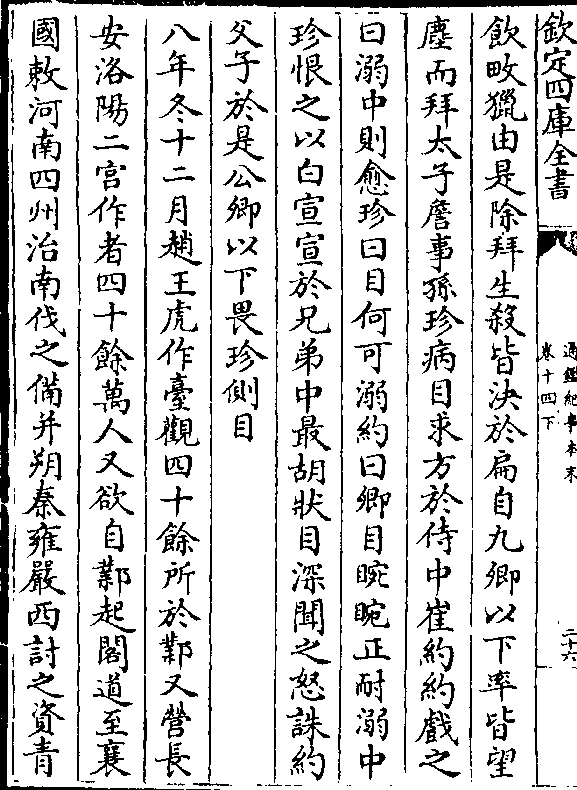 欽定四庫全書
通鑑紀事本末
卷十四下
二十六
飲畋獵由是除拜生殺皆決於扁自九卿以下率皆望
塵而拜太子詹事孫珍病目求方於侍中崔約約戲之
曰溺中則愈珍曰目何可溺約曰卿目睕睕正耐溺中
珍恨之以白宣宣於兄弟中最胡狀目深聞之怒誅約
父子於是公卿以下畏珍側目
八年冬十二月趙王虎作臺觀四十餘所於鄴又營長
安洛陽二宮作者四十餘萬人又欲自鄴起閣道至襄
國敕河南四州治南伐之備并朔秦雍嚴西討之資青